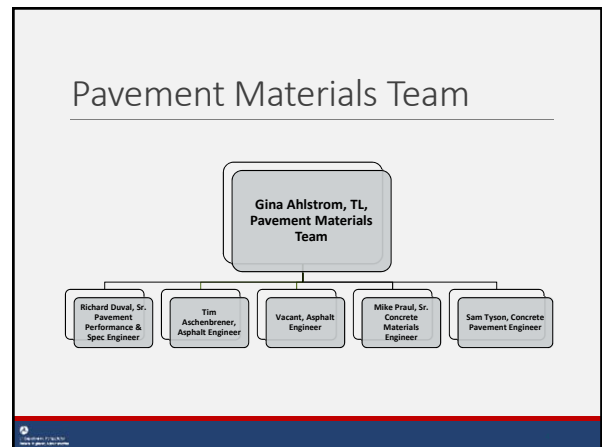 Pavement Materials Team
Gina Ahlstrom, TL,
Pavement Materials
Team
Richard Duval, Sr.
Pavement
Performance &
Spec Engineer
Tim
Aschenbrener,
Asphalt Engineer
Vacant, Asphalt
Engineer
Mike Praul, Sr.
Concrete
Materials
Engineer
Sam Tyson, Concrete
Pavement Engineer